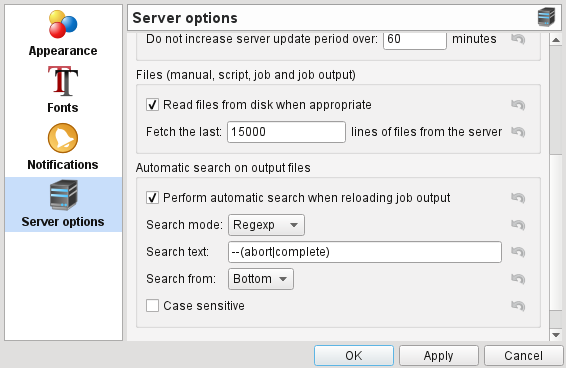 Appearance
Fonts
Notifications
Server options
Server options
Do not increase server update period over: 60 minutes
Files (manual, script, job and job output)
Read files from disk when appropriate
Fetch the last: 15000 lines of files from the server
Automatic search on output files
Perform automatic search when reloading job output
Search mode: Regexp
Search text: --(abort|complete)
Search from: Bottom
Case sensitive
OK Apply Cancel